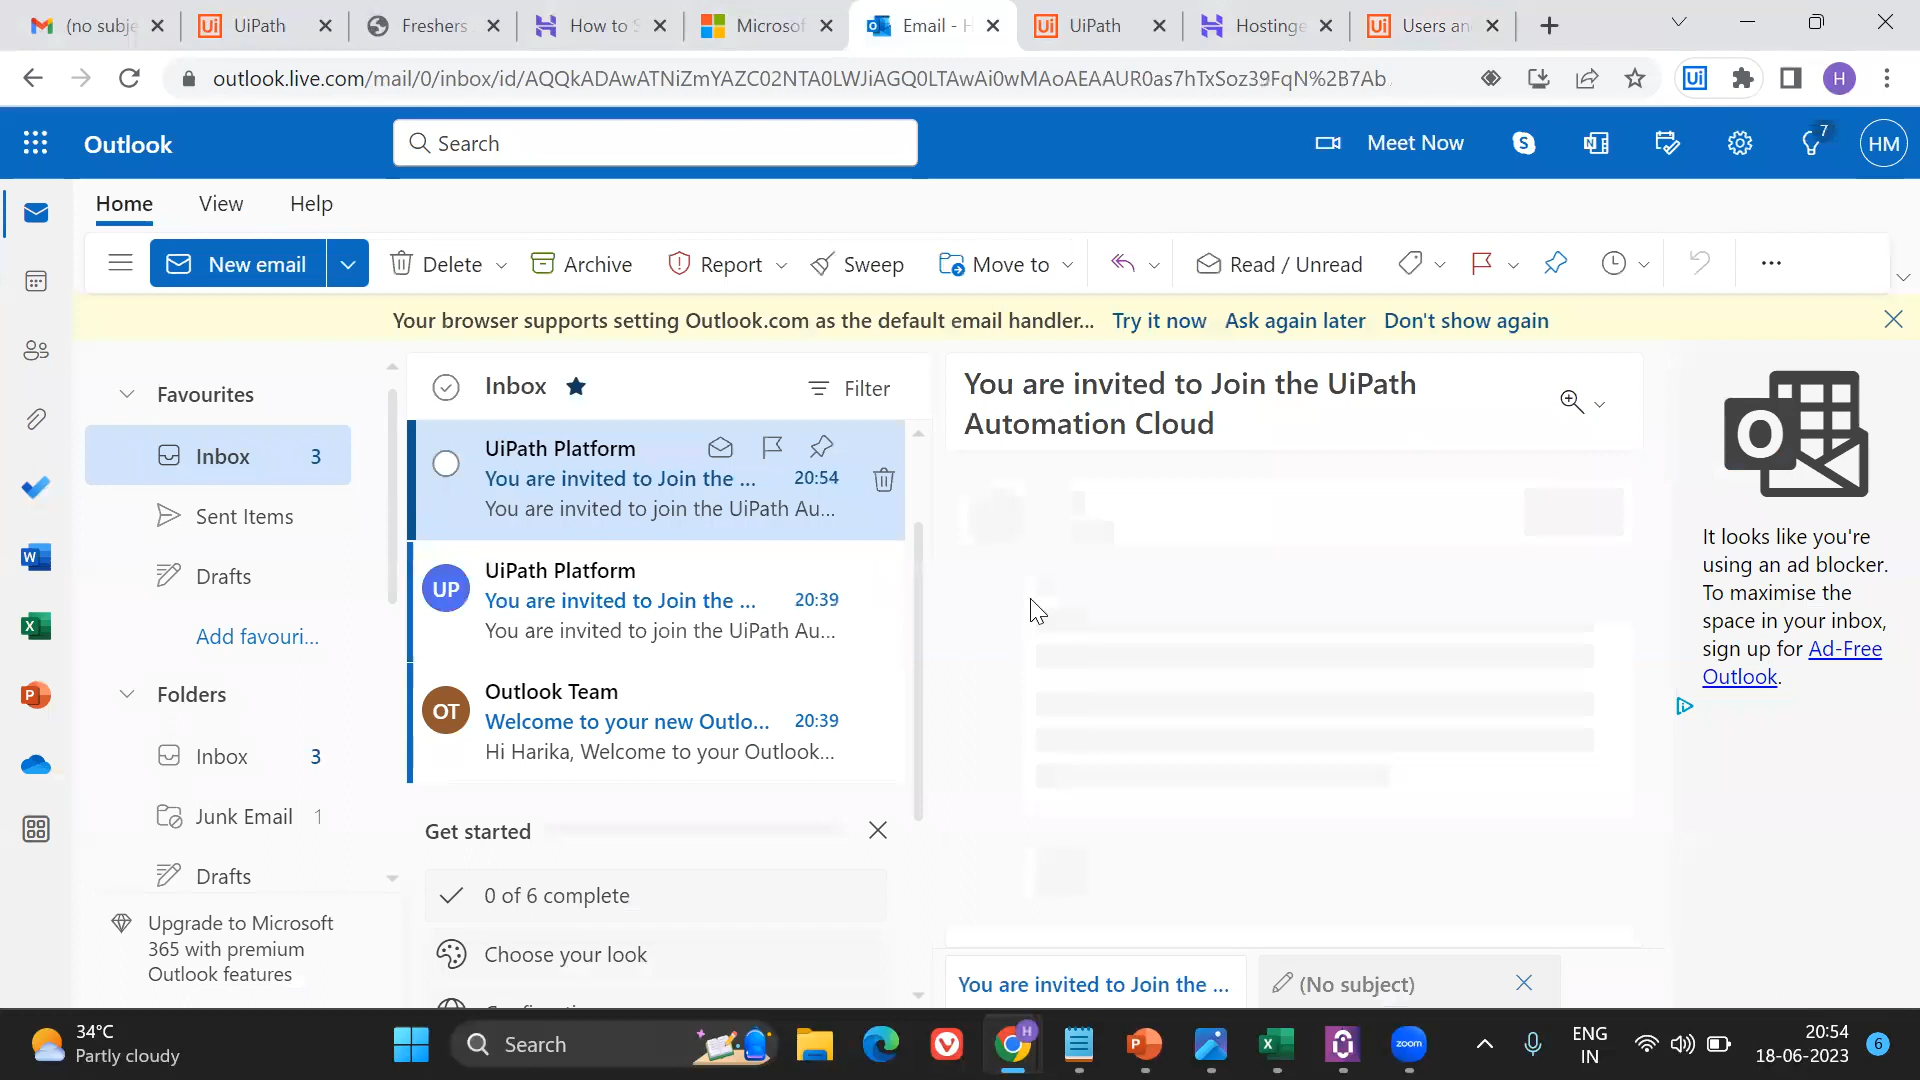 (no subje
UiPath
Freshers
How to S
Microsof
Email - H
UiPath
Hostinge
Users an
outlook.live.com/mail/0/inbox/id/AQQkADAwATNiZmYAZC02NTA0LWJiAGQ0LTAwAi0wMAoAEAAUR0as7hTxSoz39FqN%2B7Ab
Outlook
Search
Meet Now
7
HM
Home
View
Help
New email
Delete
Archive
Report
Sweep
Move to
Read / Unread
Your browser supports setting Outlook.com as the default email handler...
Try it now
Ask again later
Don't show again
Favourites
Inbox 3
Sent Items
Drafts
Add favouri...
Folders
Inbox 3
Junk Email 1
Drafts
Upgrade to Microsoft
365 with premium
Outlook features
Inbox
Filter
UiPath Platform
You are invited to Join the ... 20:54
You are invited to join the UiPath Au...
UP
UiPath Platform
You are invited to Join the ... 20:39
You are invited to join the UiPath Au...
OT
Outlook Team
Welcome to your new Outlo... 20:39
Hi Harika, Welcome to your Outlook...
Get started
0 of 6 complete
Choose your look
You are invited to Join the UiPath
Automation Cloud
It looks like you're
using an ad blocker.
To maximise the
space in your inbox,
sign up for Ad-Free
Outlook.
You are invited to Join the ...
(No subject)
34°C
Partly cloudy
Search
zoom
ENG
IN
20:54
18-06-2023
6